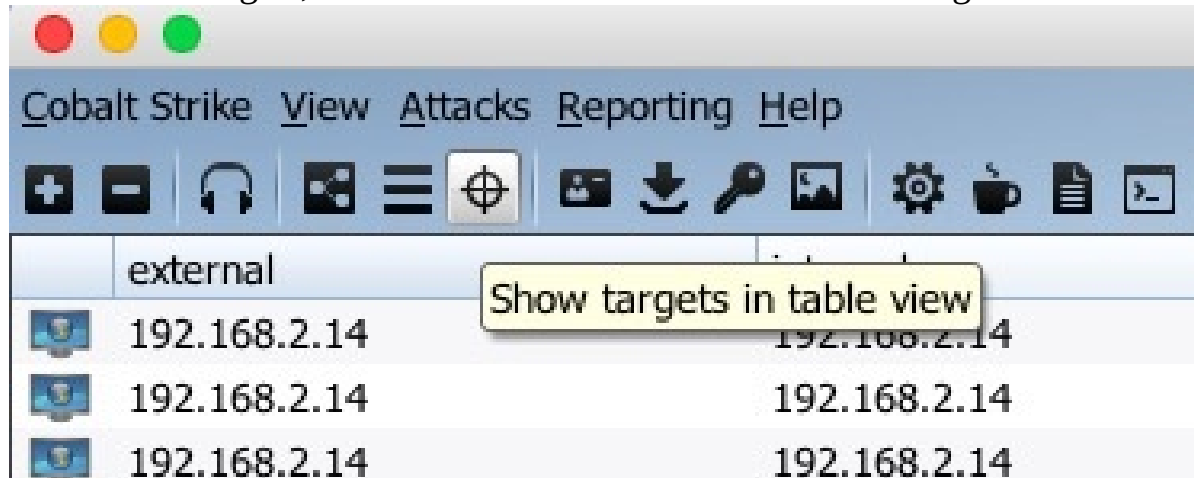 Cobalt Strike View Attacks Reporting Help
external
Show targets in table view
192.168.2.14 192.168.2.14
192.168.2.14 192.168.2.14
192.168.2.14 192.168.2.14